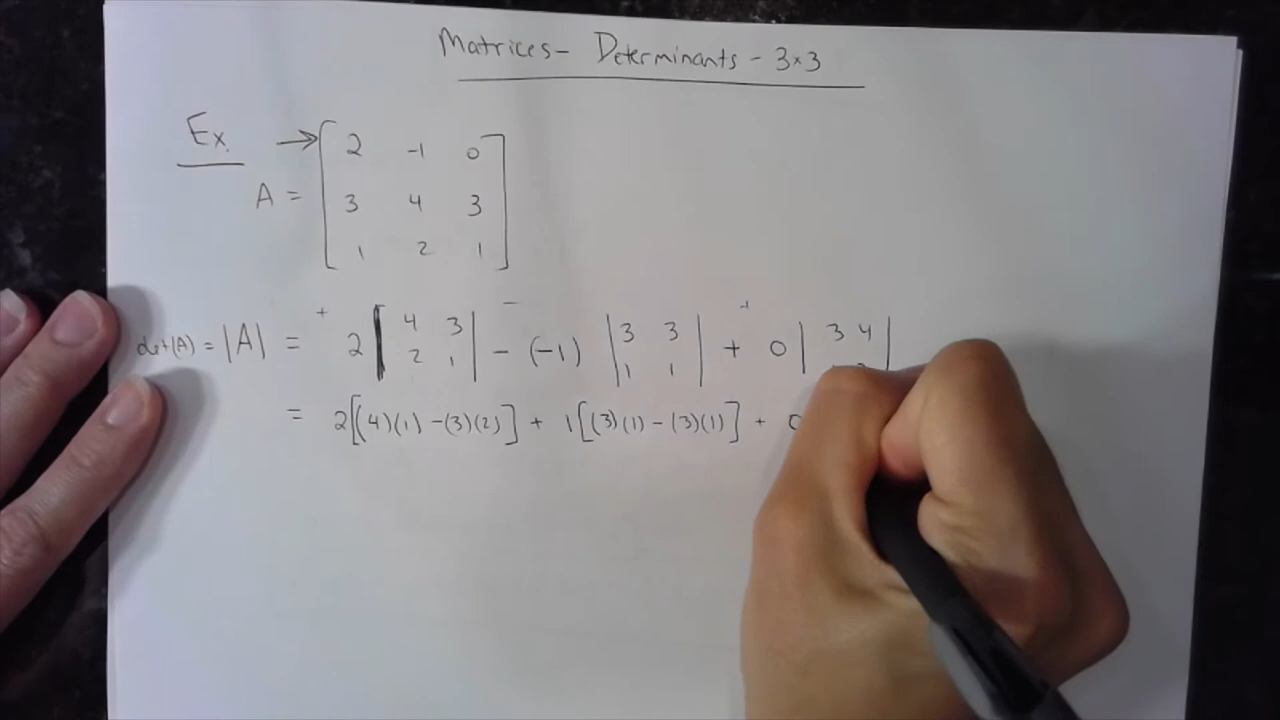 Matrices - Determinants - 3×3
Ex. → [ 2 -1 0
A = 3 4 3
1 2 1 ]
+ - +
det(A) = |A| = 2 | 4 3 | - (-1) | 3 3 | + 0 | 3 4 |
2 1 1 1
= 2[(4)(1) - (3)(2)] + 1[(3)(1) - (3)(1)] + 0